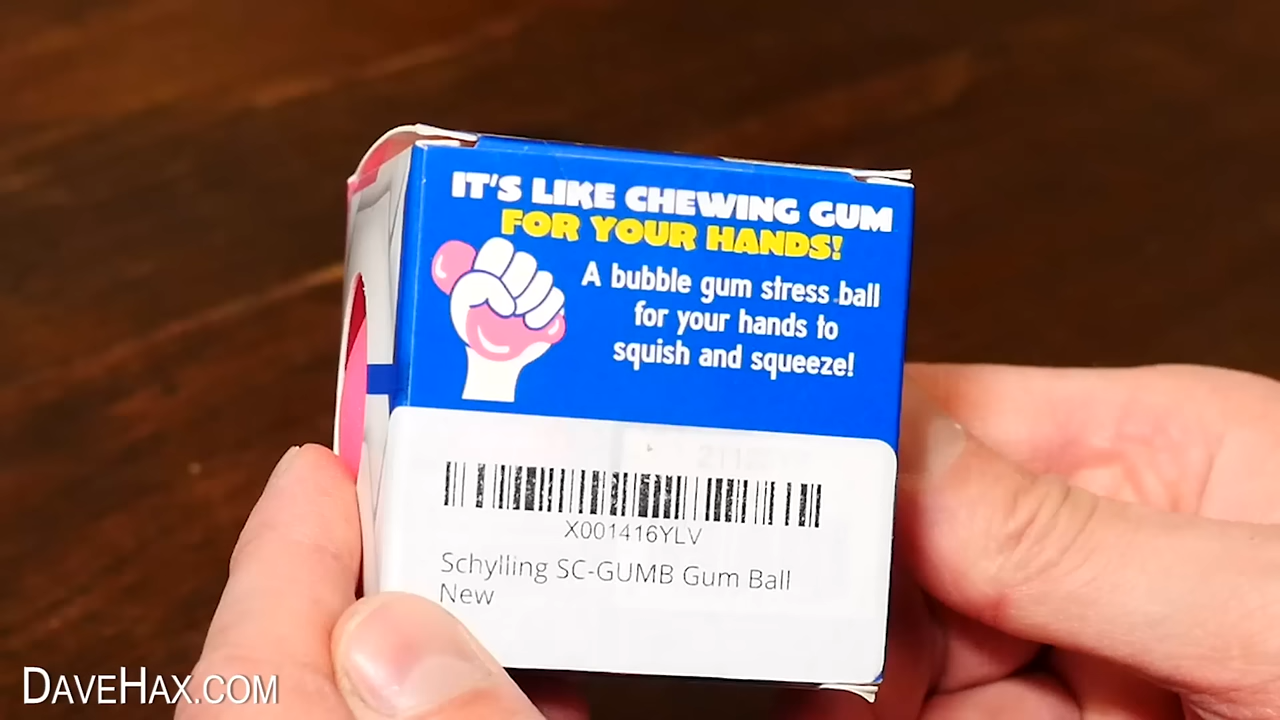 IT'S LIKE CHEWING GUM
FOR YOUR HANDS!
A bubble gum stress ball
for your hands to
squish and squeeze!
X001416YLV
Schylling SC-GUMB Gum Ball
New
DAVEHAX.COM